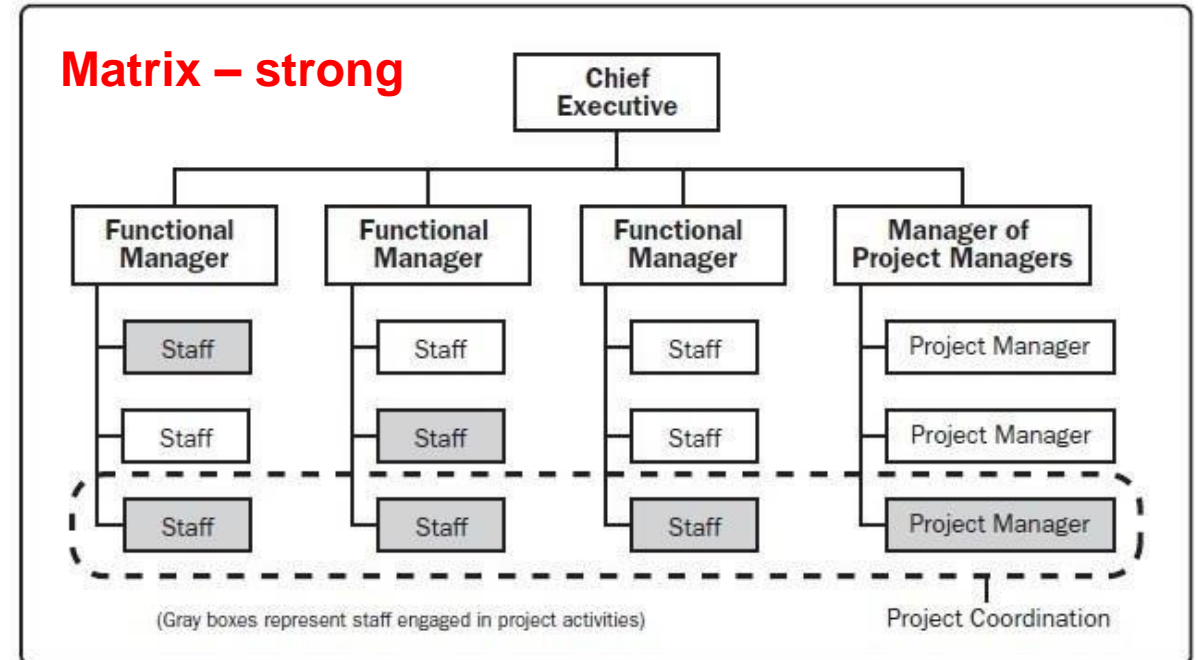 Matrix – strong
Chief
Executive
Functional
Manager
Functional
Manager
Functional
Manager
Manager of
Project Managers
Staff
Staff
Staff
Project Manager
Staff
Staff
Staff
Project Manager
Staff
Staff
Staff
Project Manager
(Gray boxes represent staff engaged in project activities)
Project Coordination